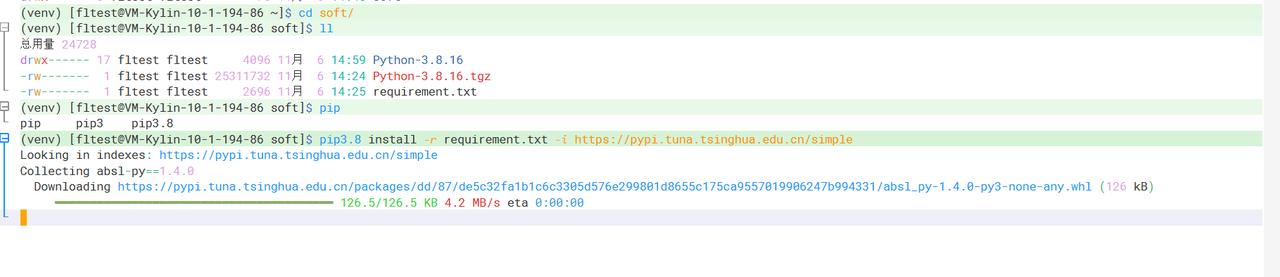 (venv) [fltest@VM-Kylin-10-1-194-86 ~]$ cd soft/
(venv) [fltest@VM-Kylin-10-1-194-86 soft]$ ll
总用量 24728
drwx------ 17 fltest fltest     4096 11月  6 14:59 Python-3.8.16
-rw-------  1 fltest fltest 25311732 11月  6 14:24 Python-3.8.16.tgz
-rw-------  1 fltest fltest     2696 11月  6 14:25 requirement.txt
(venv) [fltest@VM-Kylin-10-1-194-86 soft]$ pip
pip     pip3    pip3.8
(venv) [fltest@VM-Kylin-10-1-194-86 soft]$ pip3.8 install -r requirement.txt -i https://pypi.tuna.tsinghua.edu.cn/simple
Looking in indexes: https://pypi.tuna.tsinghua.edu.cn/simple
Collecting absl-py==1.4.0
  Downloading https://pypi.tuna.tsinghua.edu.cn/packages/dd/87/de5c32fa1b1c6c3305d576e299801d8655c175ca9557019906247b994331/absl_py-1.4.0-py3-none-any.whl (126 kB)
126.5/126.5 KB 4.2 MB/s eta 0:00:00